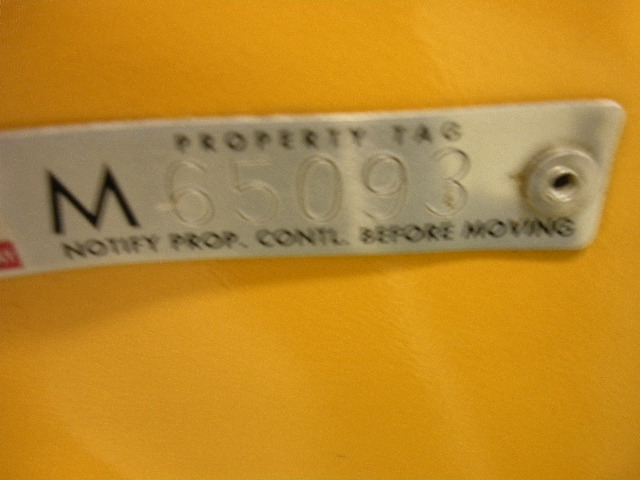 PROPERTY TAG
M 65093
NOTIFY PROP. CONTL. BEFORE MOVING